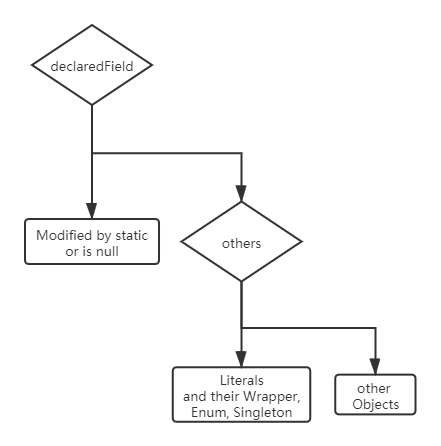 declaredField
Modified by static
or is null
others
Literals
and their Wrapper,
Enum, Singleton
other
Objects